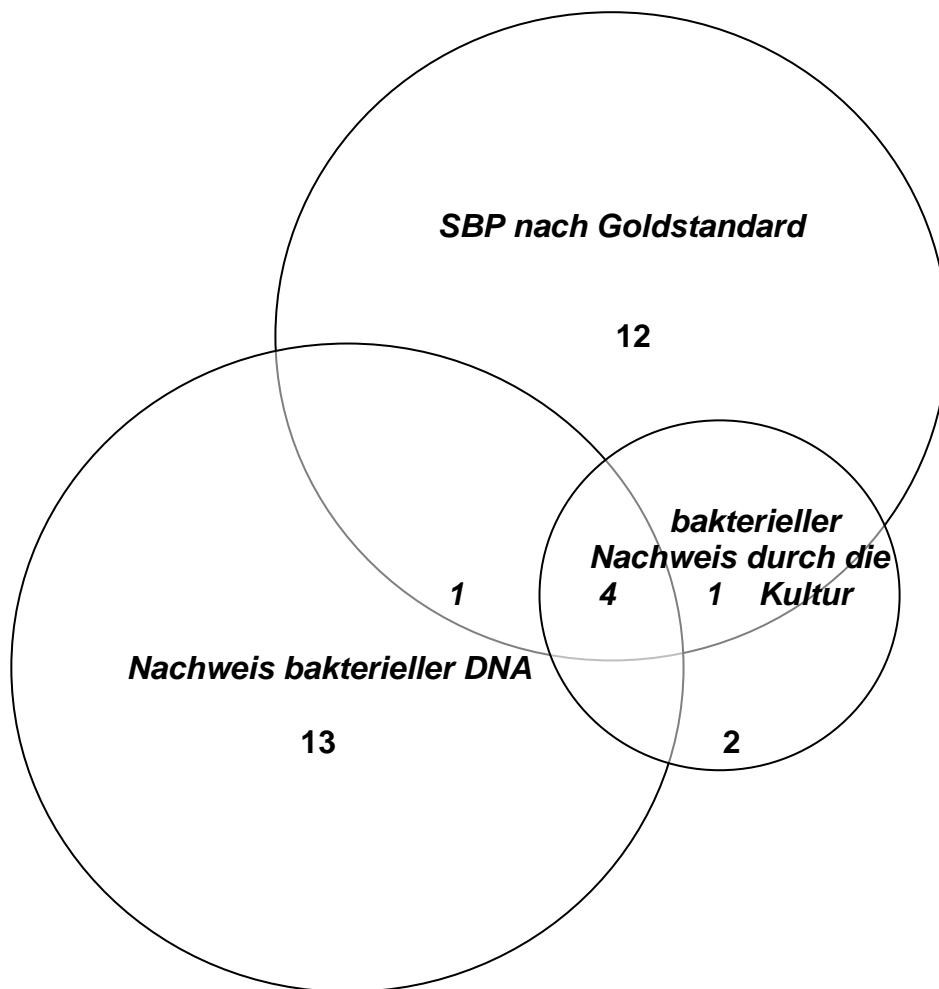 SBP nach Goldstandard
12
bakterieller
Nachweis durch die
1 4 1 Kultur
Nachweis bakterieller DNA
13 2